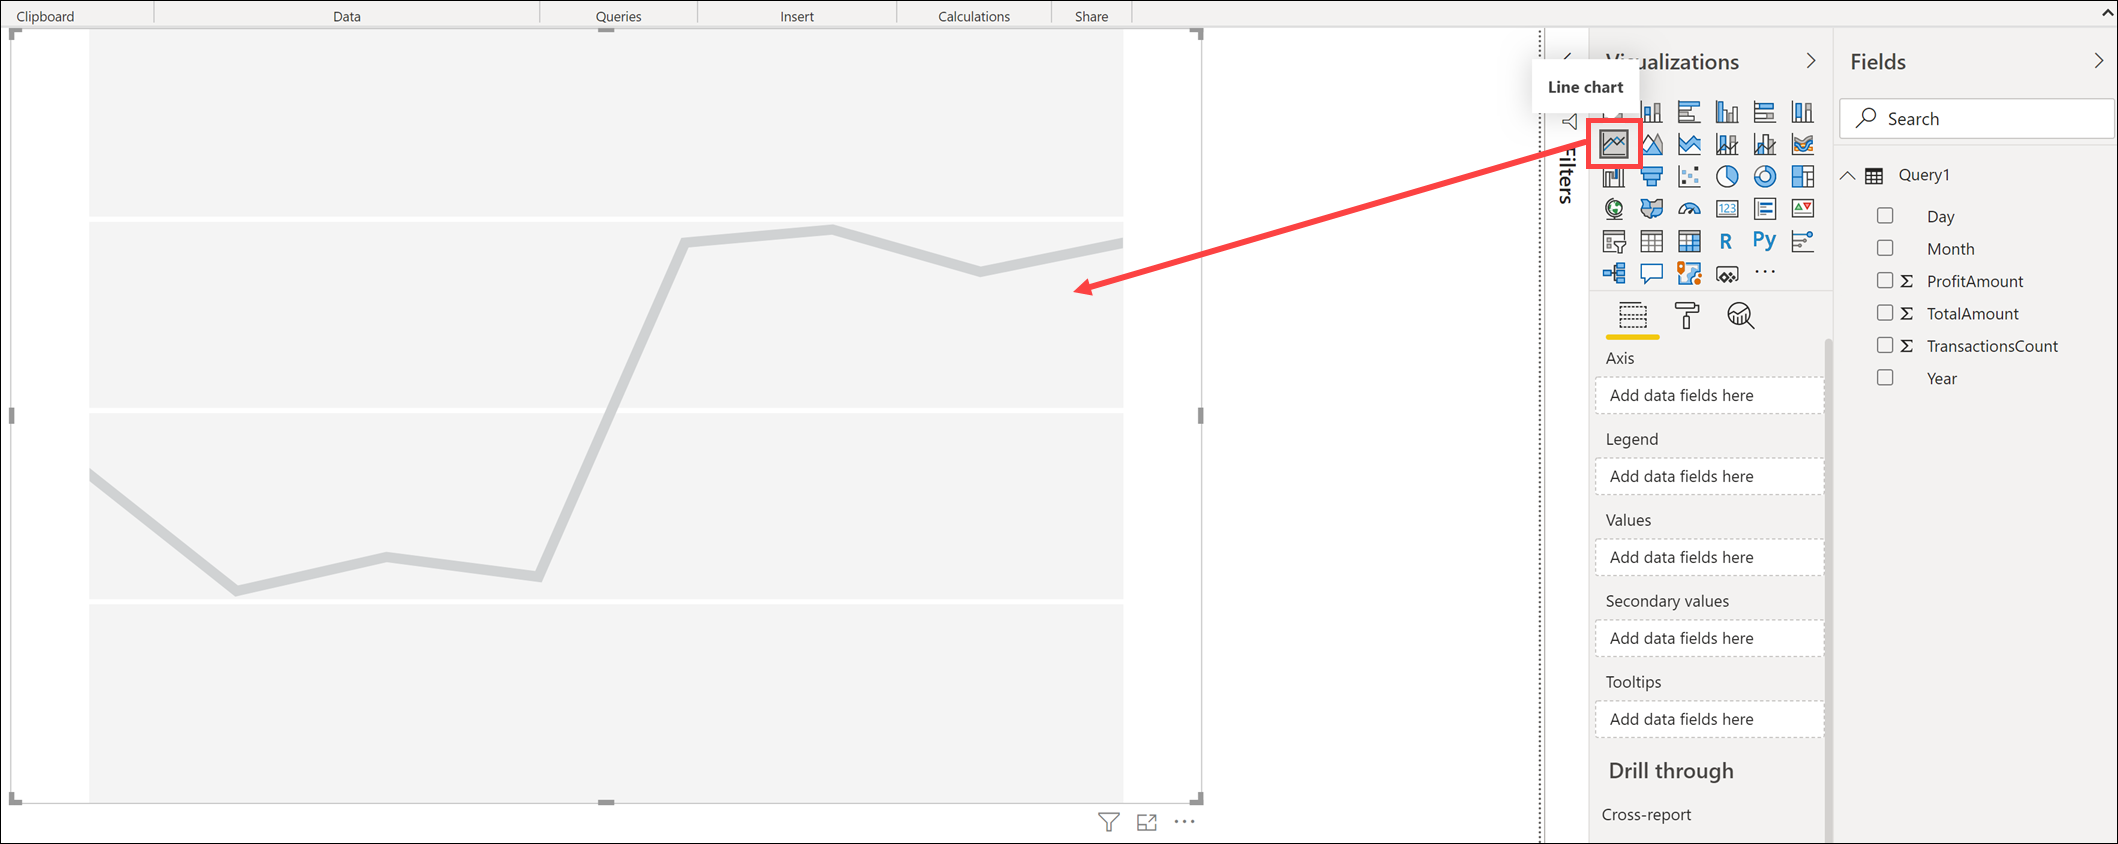 Clipboard
Data
Queries
Insert
Calculations
Share
Visualizations
Fields
Line chart
Search
Filters
Query1
Day
Month
ProfitAmount
TotalAmount
TransactionsCount
Year
123
R
Py
Axis
Add data fields here
Legend
Add data fields here
Values
Add data fields here
Secondary values
Add data fields here
Tooltips
Add data fields here
Drill through
Cross-report